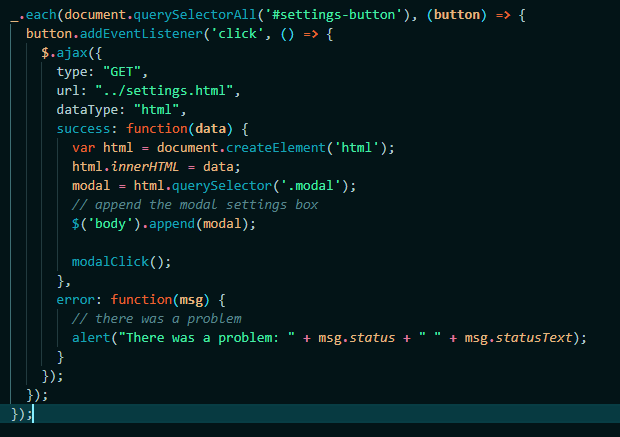 _.each(document.querySelectorAll('#settings-button'), (button) => {
  button.addEventListener('click', () => {
    $.ajax({
      type: "GET",
      url: "../settings.html",
      dataType: "html",
      success: function(data) {
        var html = document.createElement('html');
        html.innerHTML = data;
        modal = html.querySelector('.modal');
        // append the modal settings box
        $('body').append(modal);

        modalClick();
      },
      error: function(msg) {
        // there was a problem
        alert("There was a problem: " + msg.status + " " + msg.statusText);
      }
    });
  });
});